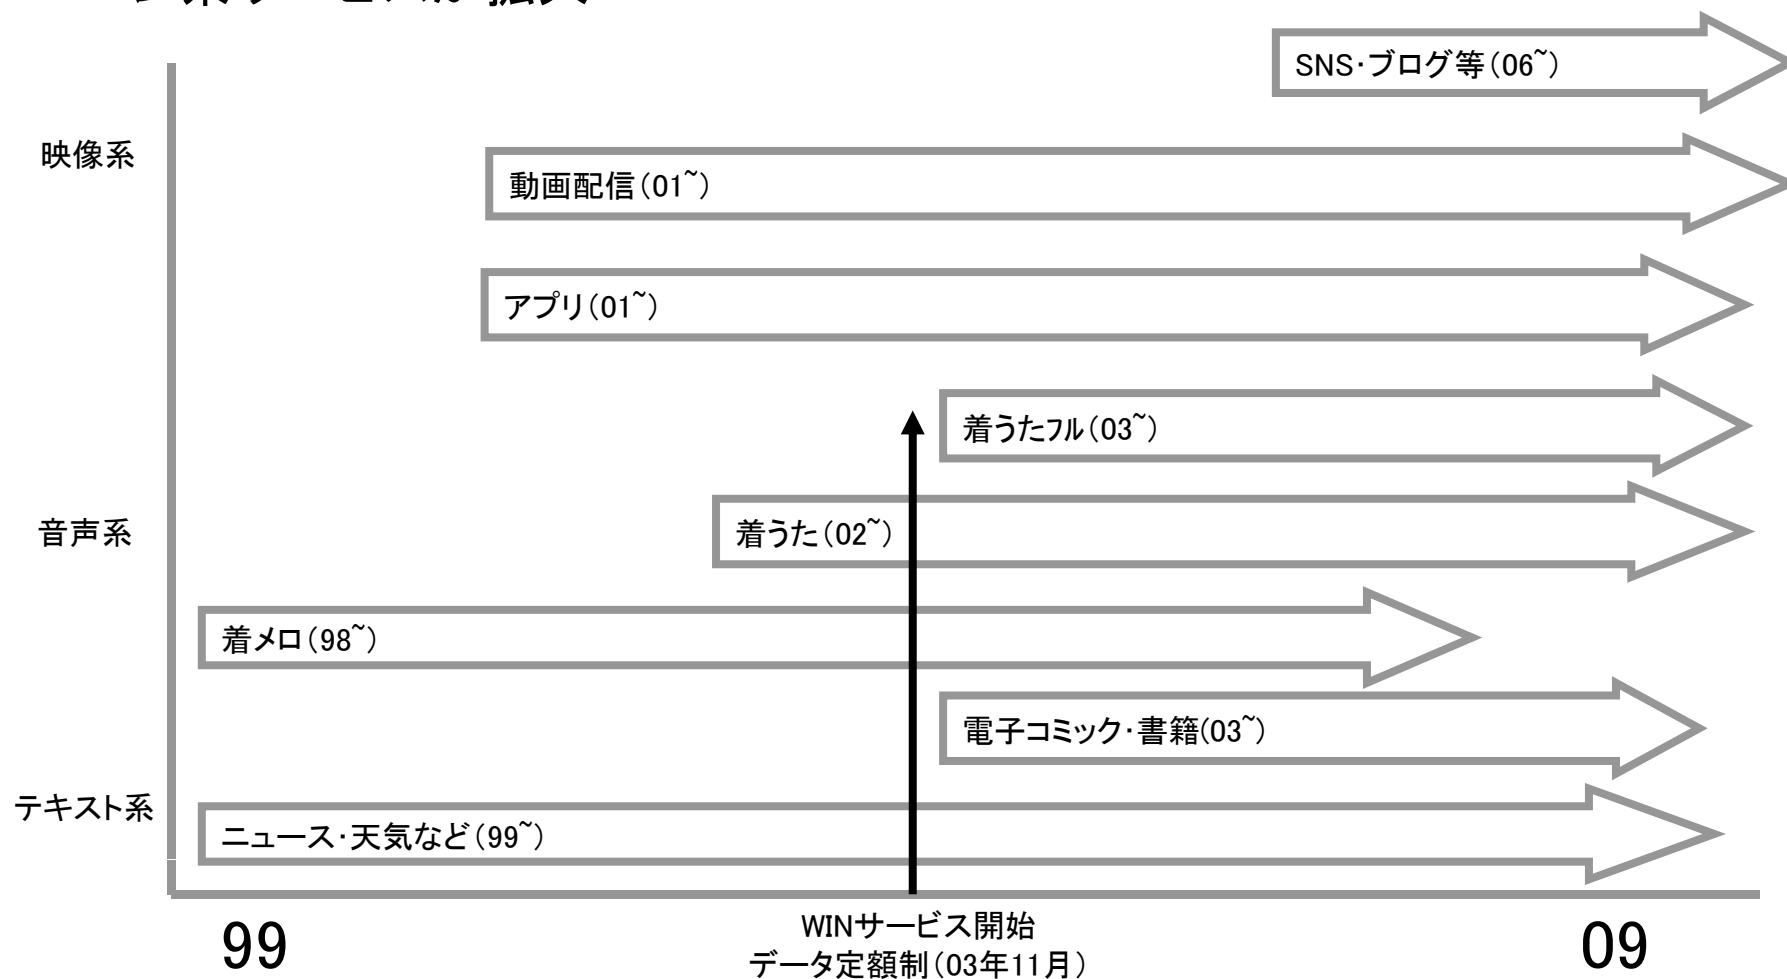 SNS・ブログ等(06~)
映像系
動画配信(01~)
アプリ(01~)
着うたフル(03~)
音声系
着うた(02~)
着メロ(98~)
電子コミック・書籍(03~)
テキスト系
ニュース・天気など(99~)
99
WINサービス開始
データ定額制(03年11月)
09